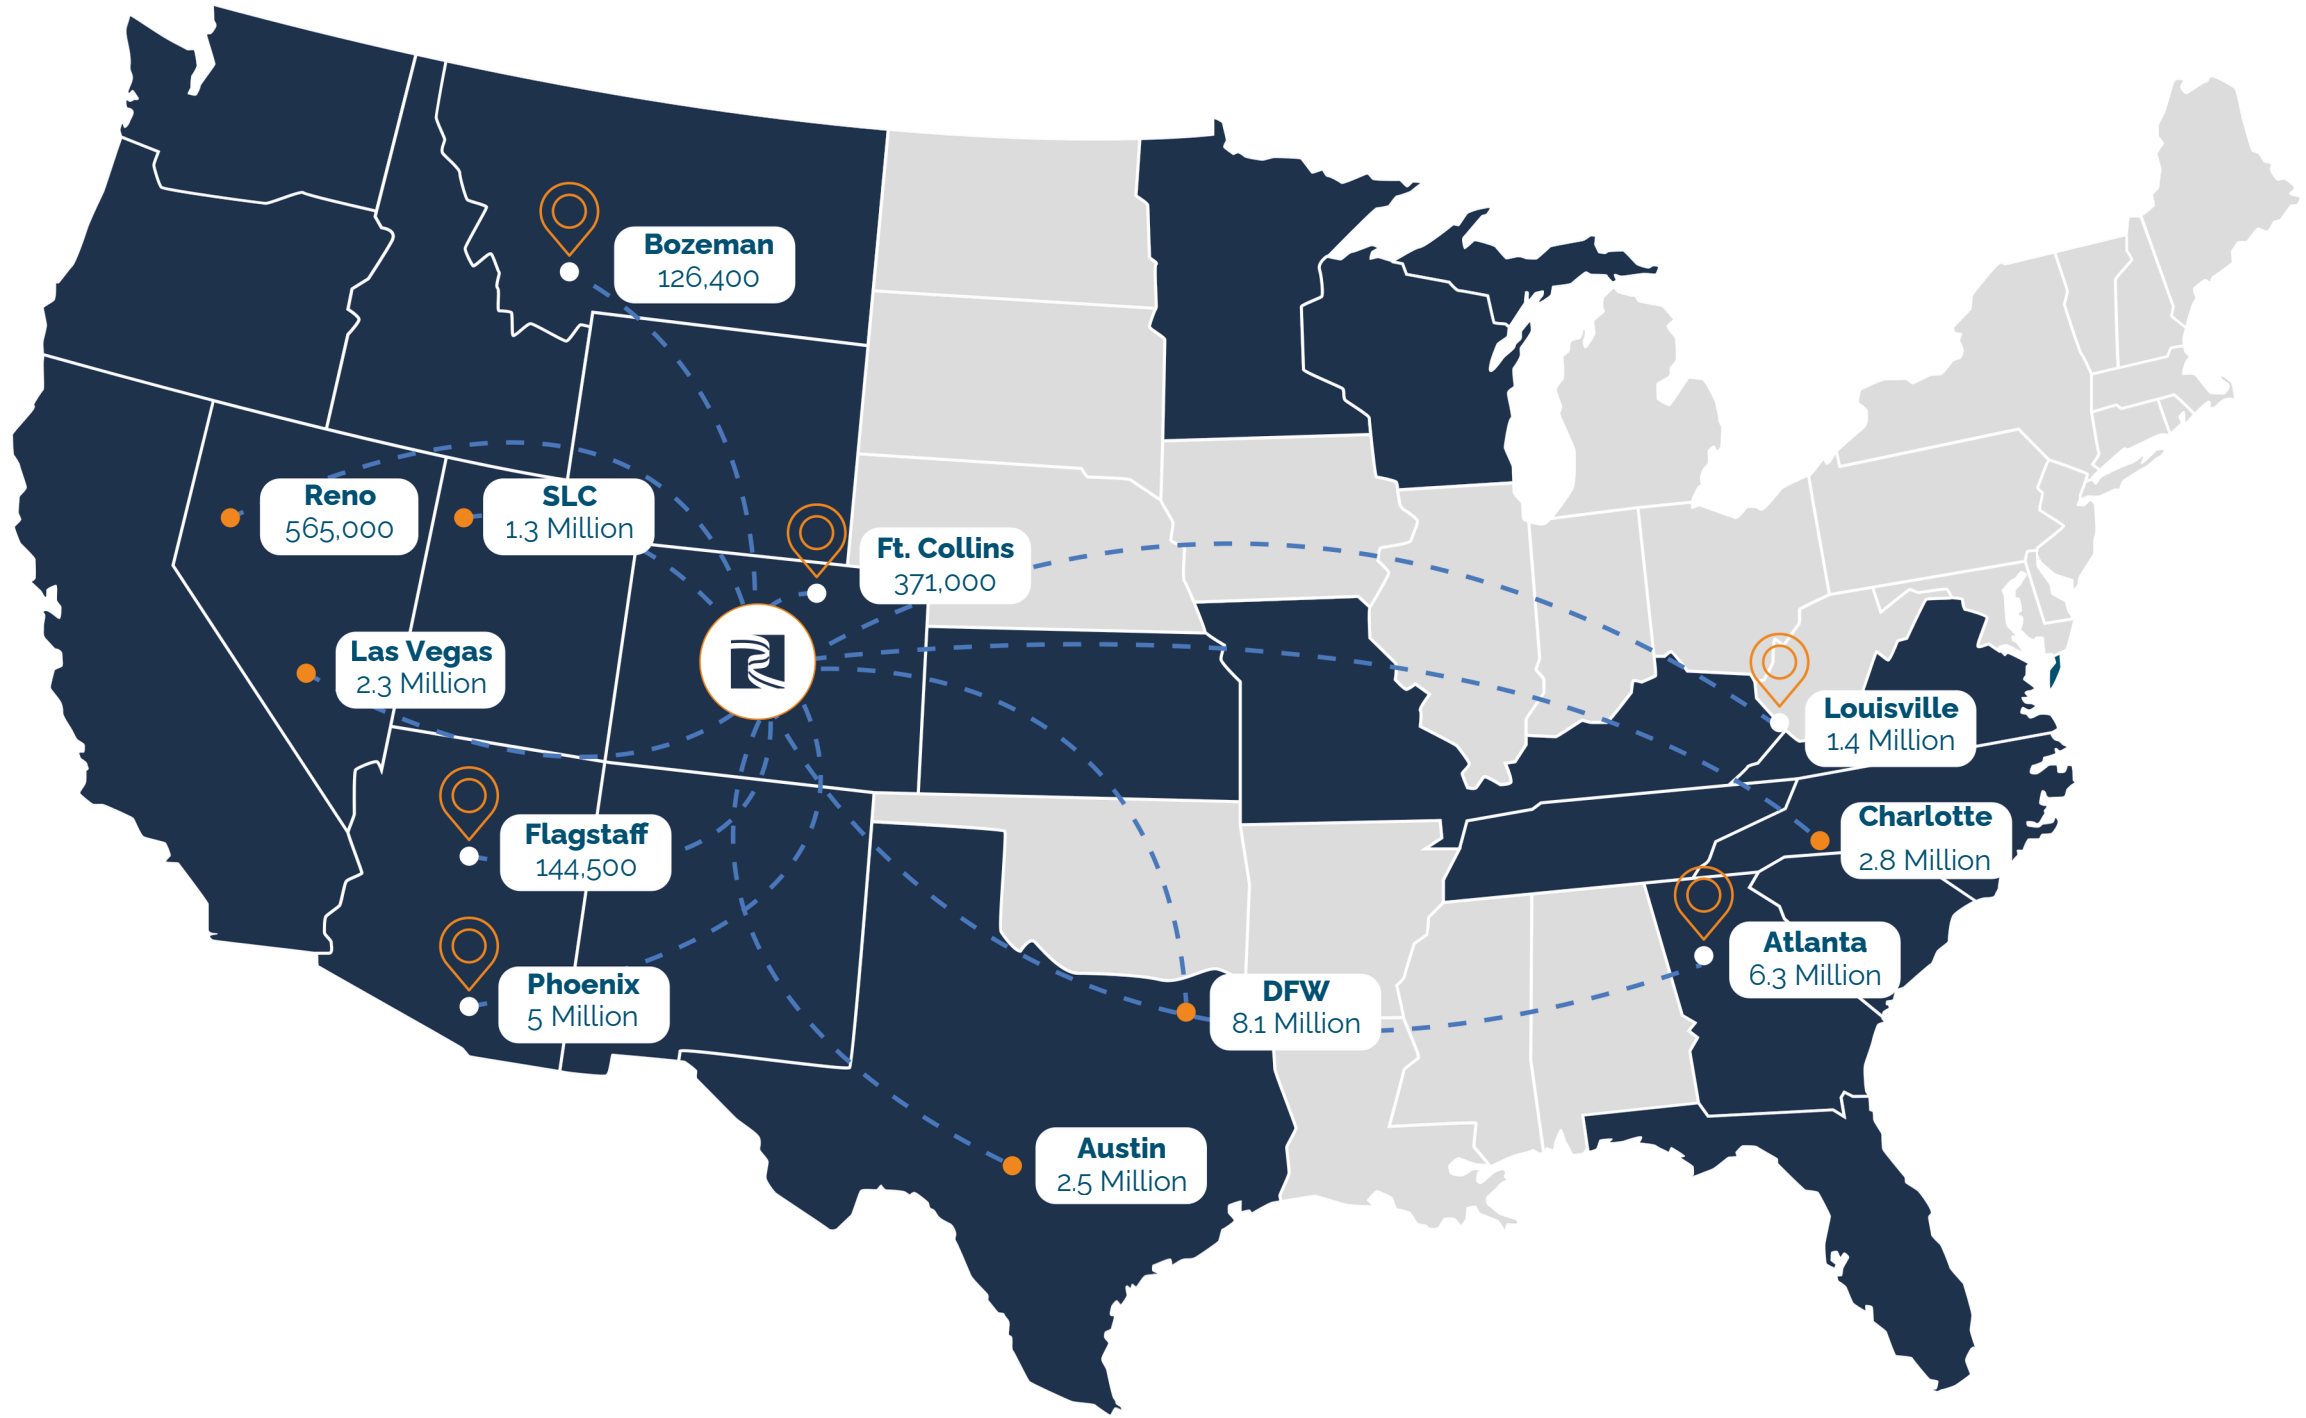 Bozeman
126,400
Reno
565,000
SLC
1.3 Million
Ft. Collins
371,000
Las Vegas
2.3 Million
Louisville
1.4 Million
Flagstaff
144,500
Charlotte
2.8 Million
Atlanta
6.3 Million
Phoenix
5 Million
DFW
8.1 Million
Austin
2.5 Million